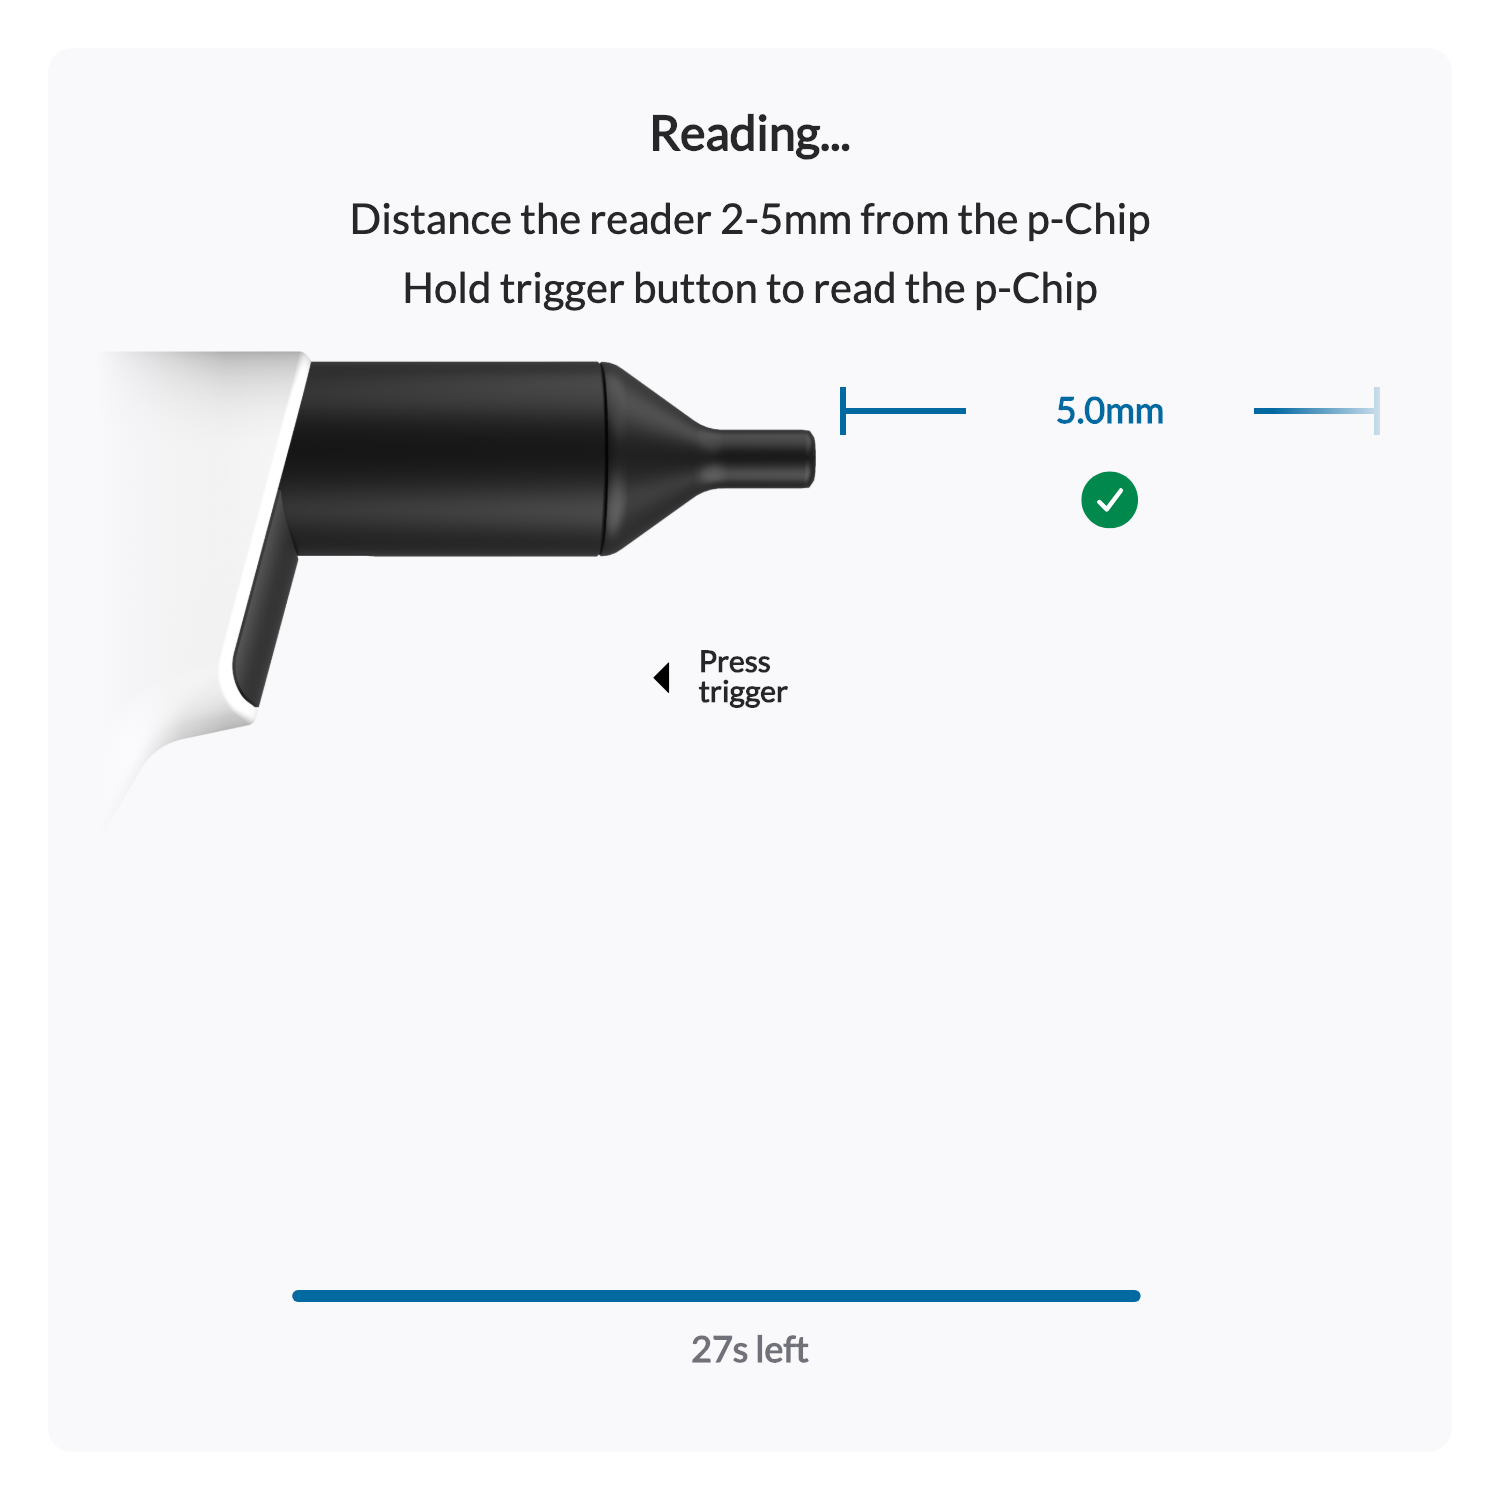 Reading...
Distance the reader 2-5mm from the p-Chip
Hold trigger button to read the p-Chip
5.0mm
Press
trigger
27s left